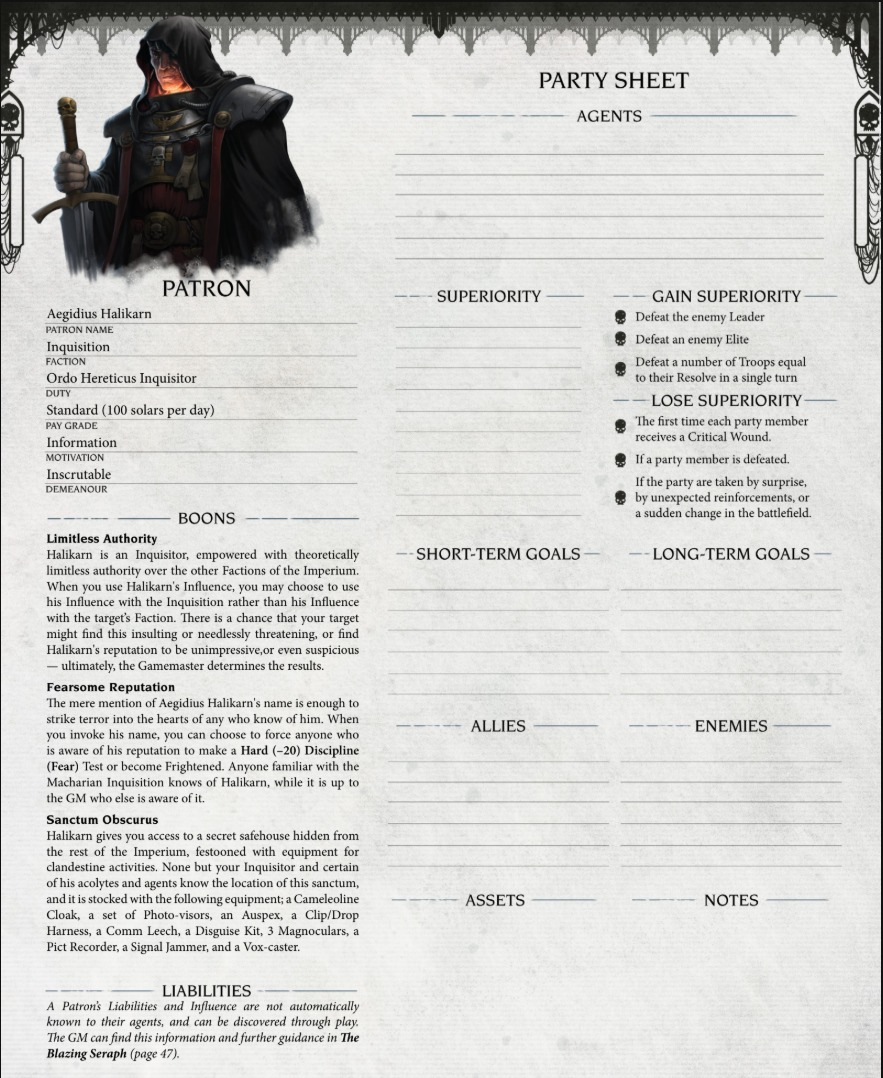 PARTY SHEET
AGENTS
PATRON
Aegidius Halikarn
PATRON NAME
Inquisition
FACTION
Ordo Hereticus Inquisitor
DUTY
Standard (100 solars per day)
PAY GRADE
Information
MOTIVATION
Inscrutable
DEMEANOUR
BOONS
Limitless Authority
Halikarn is an Inquisitor, empowered with theoretically
limitless authority over the other Factions of the Imperium.
When you use Halikarn's Influence, you may choose to use
his Influence with the Inquisition rather than his Influence
with the target's Faction. There is a chance that your target
might find this insulting or needlessly threatening, or find
Halikarn's reputation to be unimpressive,or even suspicious
— ultimately, the Gamemaster determines the results.
Fearsome Reputation
The mere mention of Aegidius Halikarn's name is enough to
strike terror into the hearts of any who know of him. When
you invoke his name, you can choose to force anyone who
is aware of his reputation to make a Hard (–20) Discipline
(Fear) Test or become Frightened. Anyone familiar with the
Macharian Inquisition knows of Halikarn, while it is up to
the GM who else is aware of it.
Sanctum Obscurus
Halikarn gives you access to a secret safehouse hidden from
the rest of the Imperium, festooned with equipment for
clandestine activities. None but your Inquisitor and certain
of his acolytes and agents know the location of this sanctum,
and it is stocked with the following equipment; a Cameleoline
Cloak, a set of Photo-visors, an Auspex, a Clip/Drop
Harness, a Comm Leech, a Disguise Kit, 3 Magnoculars, a
Pict Recorder, a Signal Jammer, and a Vox-caster.
LIABILITIES
A Patron's Liabilities and Influence are not automatically
known to their agents, and can be discovered through play.
The GM can find this information and further guidance in The
Blazing Seraph (page 47).
SUPERIORITY
GAIN SUPERIORITY
Defeat the enemy Leader
Defeat an enemy Elite
Defeat a number of Troops equal
to their Resolve in a single turn
LOSE SUPERIORITY
The first time each party member
receives a Critical Wound.
If a party member is defeated.
If the party are taken by surprise,
by unexpected reinforcements, or
a sudden change in the battlefield.
SHORT-TERM GOALS
LONG-TERM GOALS
ALLIES
ENEMIES
ASSETS
NOTES